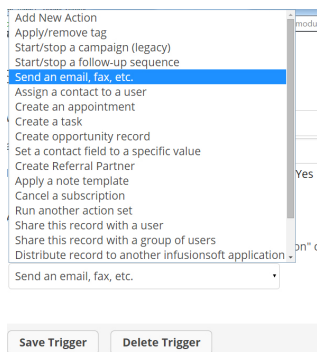 Add New Action
Apply/remove tag
Start/stop a campaign (legacy)
Start/stop a follow-up sequence
Send an email, fax, etc.
Assign a contact to a user
Create an appointment
Create a task
Create opportunity record
Set a contact field to a specific value
Create Referral Partner
Apply a note template
Yes
Cancel a subscription
Run another action set
Share this record with a user
Share this record with a group of users
Distribute record to another infusionsoft application
Send an email, fax, etc.
Save Trigger Delete Trigger